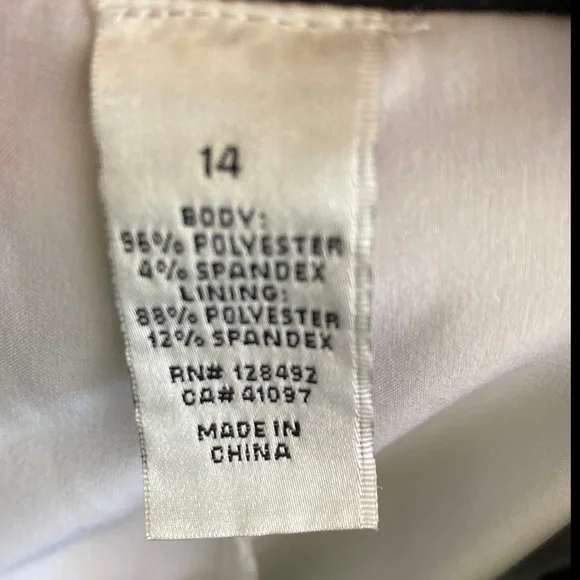 14
BODY:
96% POLYESTER
4% SPANDEX
LINING:
88% POLYESTER
12% SPANDEX
RN# 128492
CA# 41097
MADE IN
CHINA